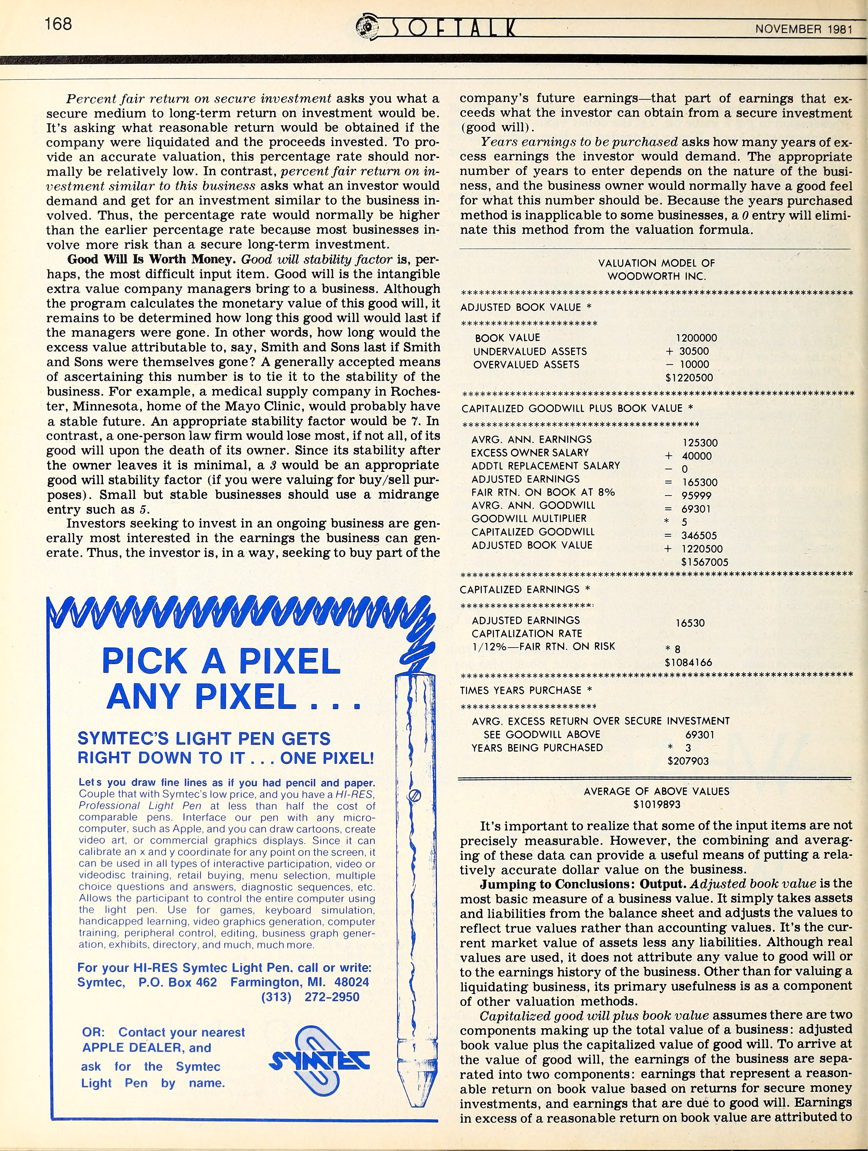 168
SOFTALK
NOVEMBER 1981
Percent fair return on secure investment asks you what a
secure medium to long-term return on investment would be.
It's asking what reasonable return would be obtained if the
company were liquidated and the proceeds invested. To pro-
vide an accurate valuation, this percentage rate should nor-
mally be relatively low. In contrast, percent fair return on in-
vestment similar to this business asks what an investor would
demand and get for an investment similar to the business in-
volved. Thus, the percentage rate would normally be higher
than the earlier percentage rate because most businesses in-
volve more risk than a secure long-term investment.
Good Will Is Worth Money. Good will stability factor is, per-
haps, the most difficult input item. Good will is the intangible
extra value company managers bring to a business. Although
the program calculates the monetary value of this good will, it
remains to be determined how long this good will would last if
the managers were gone. In other words, how long would the
excess value attributable to, say, Smith and Sons last if Smith
and Sons were themselves gone? A generally accepted means
of ascertaining this number is to tie it to the stability of the
business. For example, a medical supply company in Roches-
ter, Minnesota, home of the Mayo Clinic, would probably have
a stable future. An appropriate stability factor would be 7. In
contrast, a one-person law firm would lose most, if not all, of its
good will upon the death of its owner. Since its stability after
the owner leaves it is minimal, a 3 would be an appropriate
good will stability factor (if you were valuing for buy/sell pur-
poses). Small but stable businesses should use a midrange
entry such as 5.
Investors seeking to invest in an ongoing business are gen-
erally most interested in the earnings the business can gen-
erate. Thus, the investor is, in a way, seeking to buy part of the
PICK A PIXEL
ANY PIXEL . . .
SYMTEC'S LIGHT PEN GETS
RIGHT DOWN TO IT . . . ONE PIXEL!
Lets you draw fine lines as if you had pencil and paper.
Couple that with Symtec's low price, and you have a HI-RES,
Professional Light Pen at less than half the cost of
comparable pens. Interface our pen with any micro-
computer, such as Apple, and you can draw cartoons, create
video art, or commercial graphics displays. Since it can
calibrate an x and y coordinate for any point on the screen, it
can be used in all types of interactive participation, video or
videodisc training, retail buying, menu selection, multiple
choice questions and answers, diagnostic sequences, etc.
Allows the participant to control the entire computer using
the light pen. Use for games, keyboard simulation,
handicapped learning, video graphics generation, computer
training, peripheral control, editing, business graph gener-
ation, exhibits, directory, and much, much more.
For your HI-RES Symtec Light Pen. call or write:
Symtec, P.O. Box 462 Farmington, MI. 48024
(313) 272-2950
OR: Contact your nearest
APPLE DEALER, and
ask for the Symtec
Light Pen by name.
SYMTEC
company's future earnings—that part of earnings that ex-
ceeds what the investor can obtain from a secure investment
(good will).
Years earnings to be purchased asks how many years of ex-
cess earnings the investor would demand. The appropriate
number of years to enter depends on the nature of the busi-
ness, and the business owner would normally have a good feel
for what this number should be. Because the years purchased
method is inapplicable to some businesses, a 0 entry will elimi-
nate this method from the valuation formula.
VALUATION MODEL OF
WOODWORTH INC.
******************************************************************
ADJUSTED BOOK VALUE *
***********************
BOOK VALUE 1200000
UNDERVALUED ASSETS + 30500
OVERVALUED ASSETS − 10000
$1220500
******************************************************************
CAPITALIZED GOODWILL PLUS BOOK VALUE *
****************************************
AVRG. ANN. EARNINGS 125300
EXCESS OWNER SALARY + 40000
ADDTL REPLACEMENT SALARY − 0
ADJUSTED EARNINGS = 165300
FAIR RTN. ON BOOK AT 8% − 95999
AVRG. ANN. GOODWILL = 69301
GOODWILL MULTIPLIER * 5
CAPITALIZED GOODWILL = 346505
ADJUSTED BOOK VALUE + 1220500
$1567005
******************************************************************
CAPITALIZED EARNINGS *
**********************
ADJUSTED EARNINGS 16530
CAPITALIZATION RATE
1/12%—FAIR RTN. ON RISK * 8
$1084166
******************************************************************
TIMES YEARS PURCHASE *
***********************
AVRG. EXCESS RETURN OVER SECURE INVESTMENT
SEE GOODWILL ABOVE 69301
YEARS BEING PURCHASED * 3
$207903
AVERAGE OF ABOVE VALUES
$1019893
It's important to realize that some of the input items are not
precisely measurable. However, the combining and averag-
ing of these data can provide a useful means of putting a rela-
tively accurate dollar value on the business.
Jumping to Conclusions: Output. Adjusted book value is the
most basic measure of a business value. It simply takes assets
and liabilities from the balance sheet and adjusts the values to
reflect true values rather than accounting values. It's the cur-
rent market value of assets less any liabilities. Although real
values are used, it does not attribute any value to good will or
to the earnings history of the business. Other than for valuing a
liquidating business, its primary usefulness is as a component
of other valuation methods.
Capitalized good will plus book value assumes there are two
components making up the total value of a business: adjusted
book value plus the capitalized value of good will. To arrive at
the value of good will, the earnings of the business are sepa-
rated into two components: earnings that represent a reason-
able return on book value based on returns for secure money
investments, and earnings that are due to good will. Earnings
in excess of a reasonable return on book value are attributed to